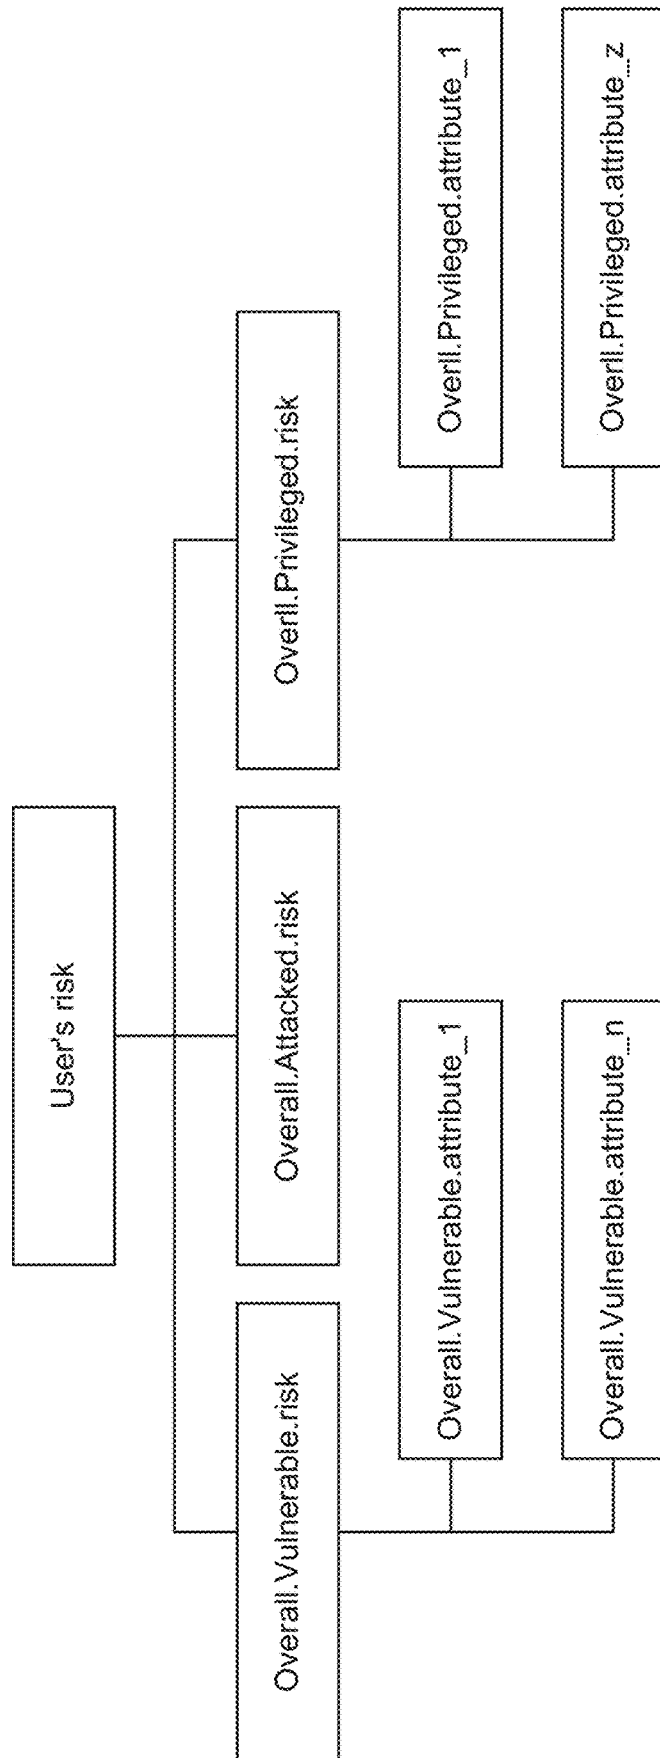 User's risk
Overall.Vulnerable.risk
Overall.Attacked.risk
Overll.Privileged.risk
Overall.Vulnerable.attribute_1
Overll.Privileged.attribute_1
Overall.Vulnerable.attribute_n
Overll.Privileged.attribute_z